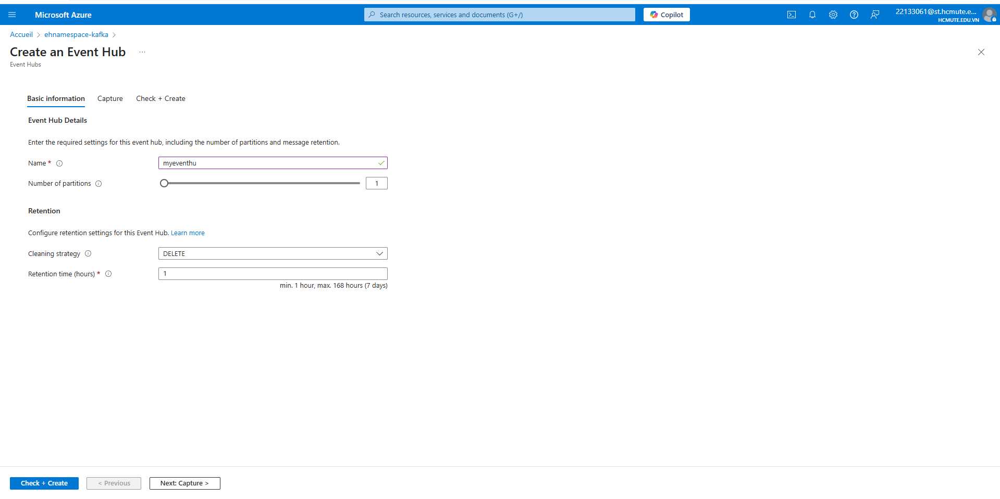 Microsoft Azure
Search resources, services and documents (G+/)
Copilot
22133061@st.hcmute.e...
HCMUTE.EDU.VN
Accueil > ehnamespace-kafka >
Create an Event Hub ...
Event Hubs
Basic information Capture Check + Create
Event Hub Details
Enter the required settings for this event hub, including the number of partitions and message retention.
Name * myeventhu
Number of partitions 1
Retention
Configure retention settings for this Event Hub. Learn more
Cleaning strategy DELETE
Retention time (hours) * 1
min. 1 hour, max. 168 hours (7 days)
Check + Create < Previous Next: Capture >